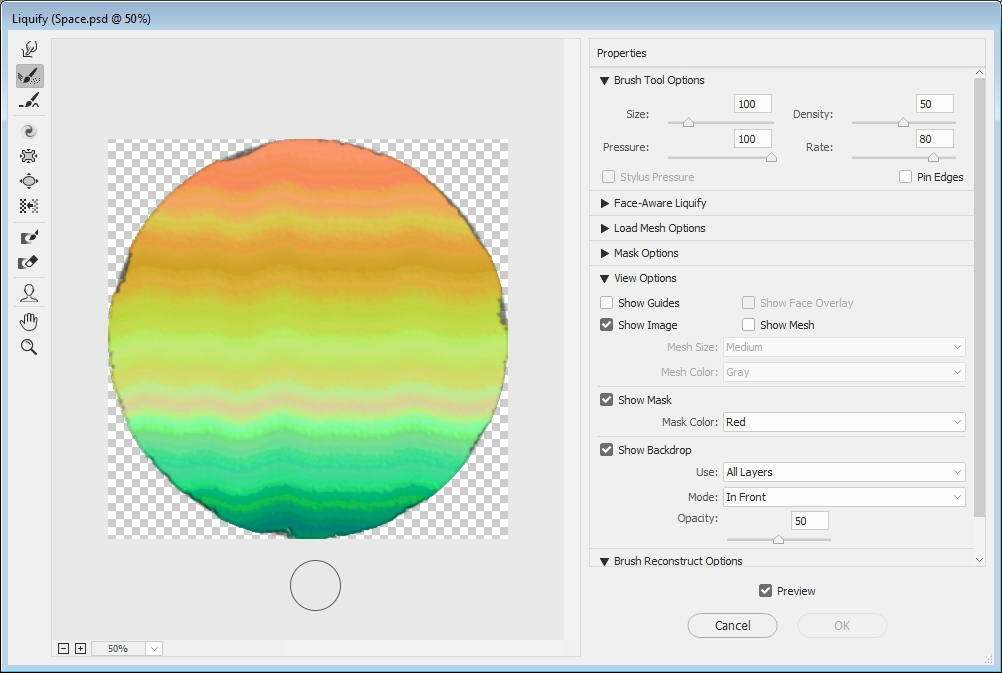 Liquify (Space.psd @ 50%)
Properties
Brush Tool Options
Size: 100 Density: 50
Pressure: 100 Rate: 80
Stylus Pressure Pin Edges
Face-Aware Liquify
Load Mesh Options
Mask Options
View Options
Show Guides Show Face Overlay
Show Image Show Mesh
Mesh Size: Medium
Mesh Color: Gray
Show Mask
Mask Color: Red
Show Backdrop
Use: All Layers
Mode: In Front
Opacity: 50
Brush Reconstruct Options
Preview
Cancel OK
50%